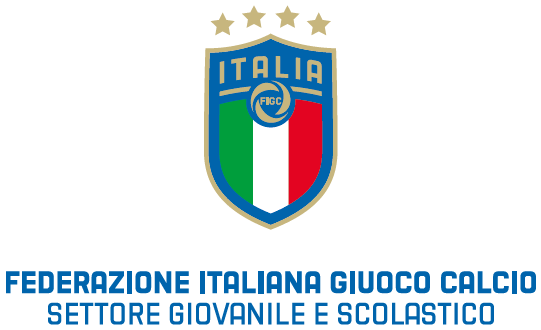 ITALIA
FIGC
FEDERAZIONE ITALIANA GIUOCO CALCIO
SETTORE GIOVANILE E SCOLASTICO